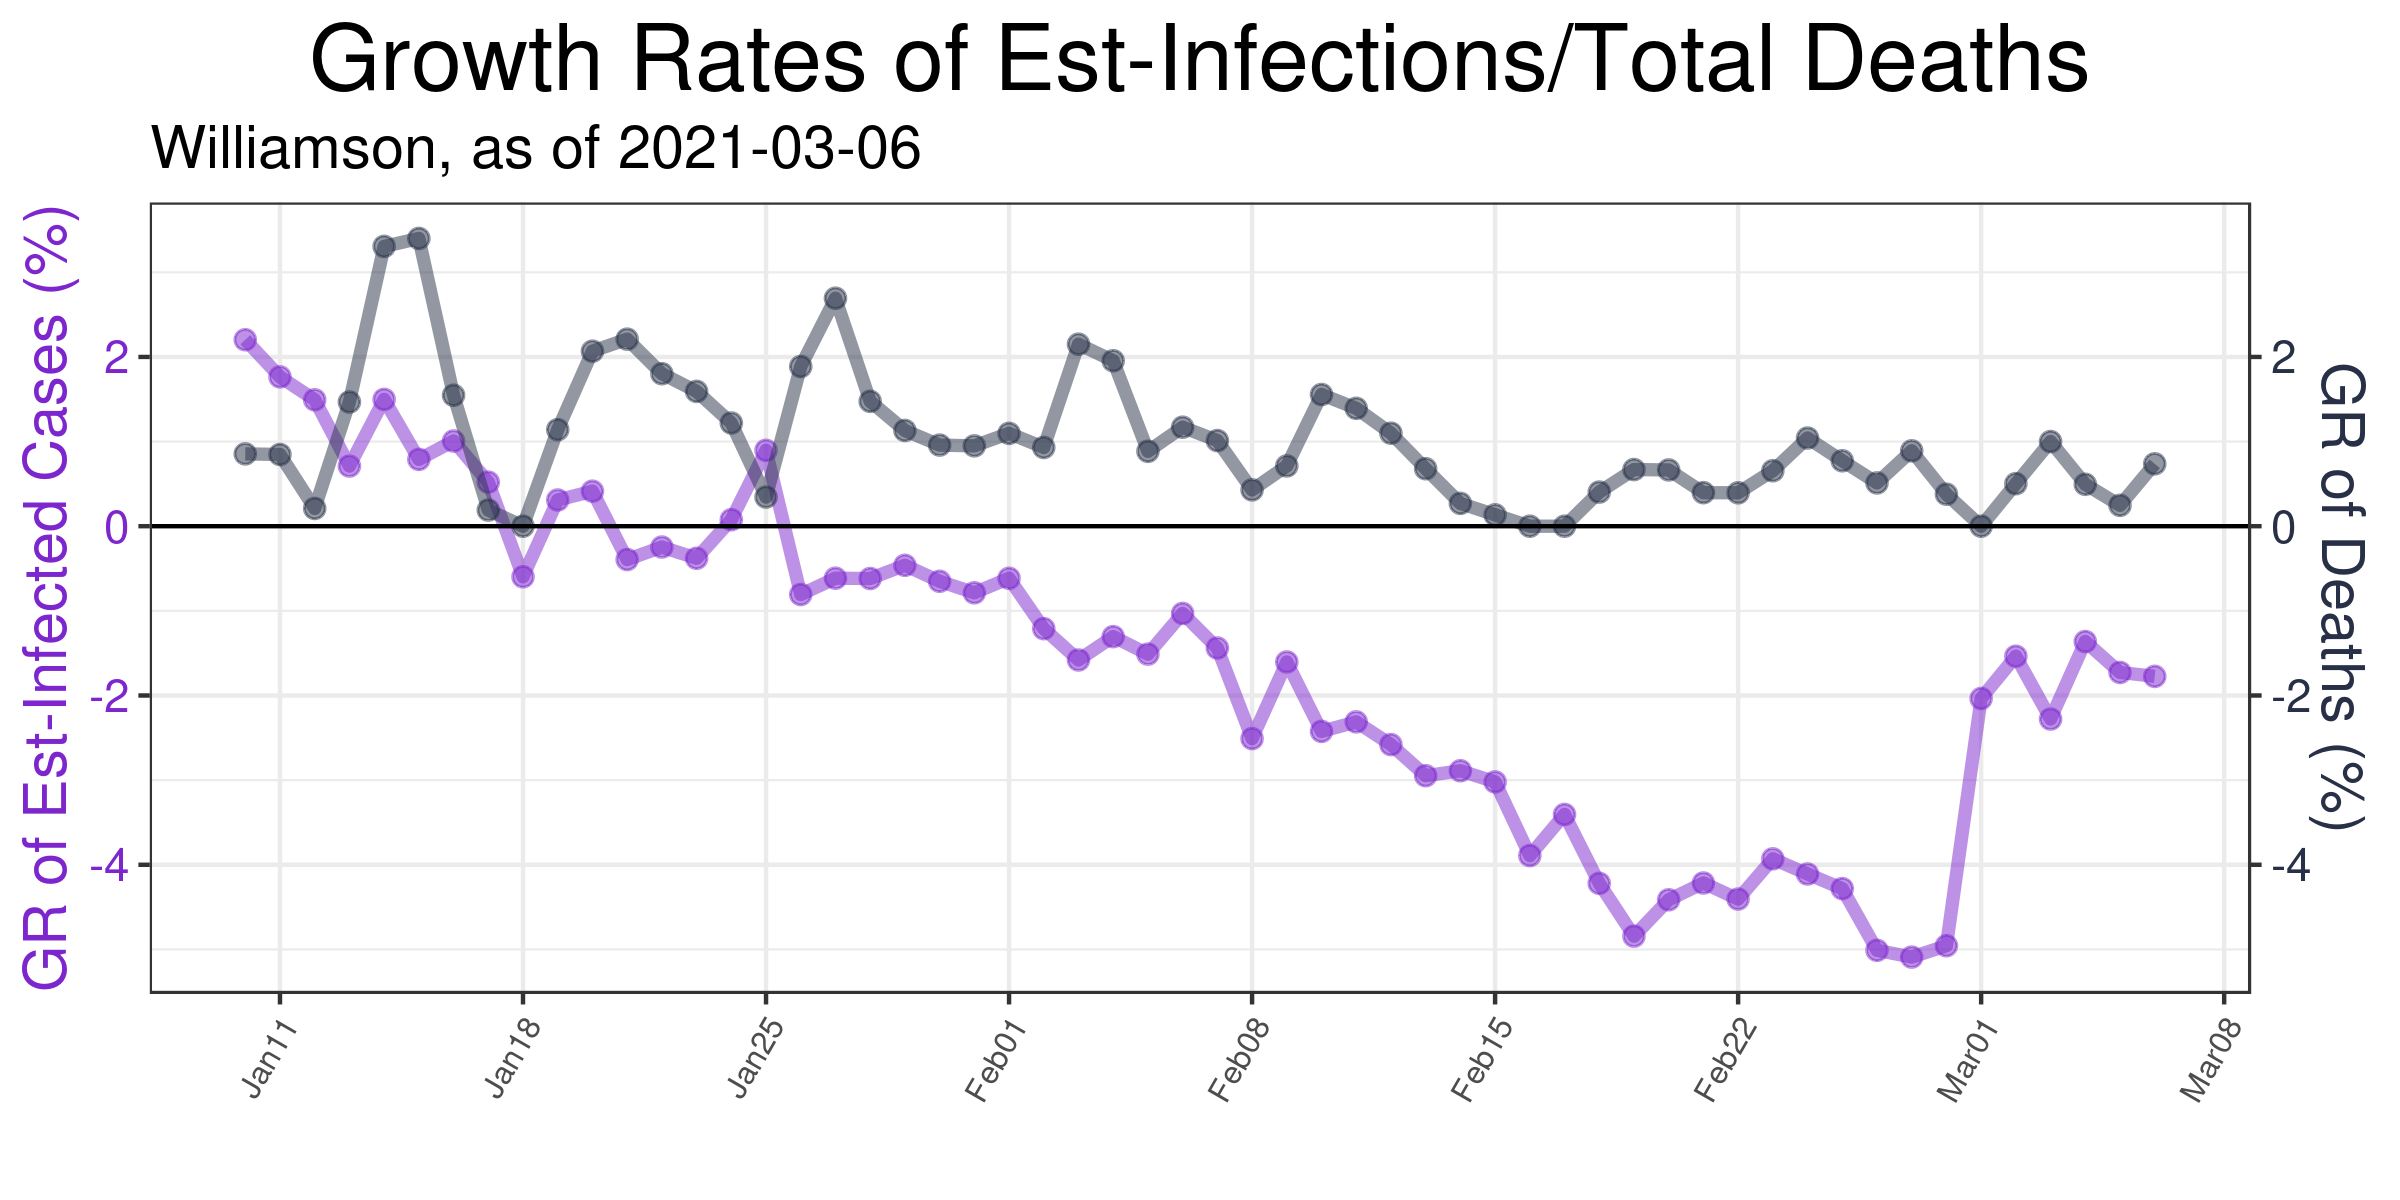 Growth Rates of Est-Infections/Total Deaths
Williamson, as of 2021-03-06
GR of Est-Infected Cases (%)
2
0
-2
-4
2
0
-2
-4
GR of Deaths (%)
Jan11
Jan18
Jan25
Feb01
Feb08
Feb15
Feb22
Mar01
Mar08